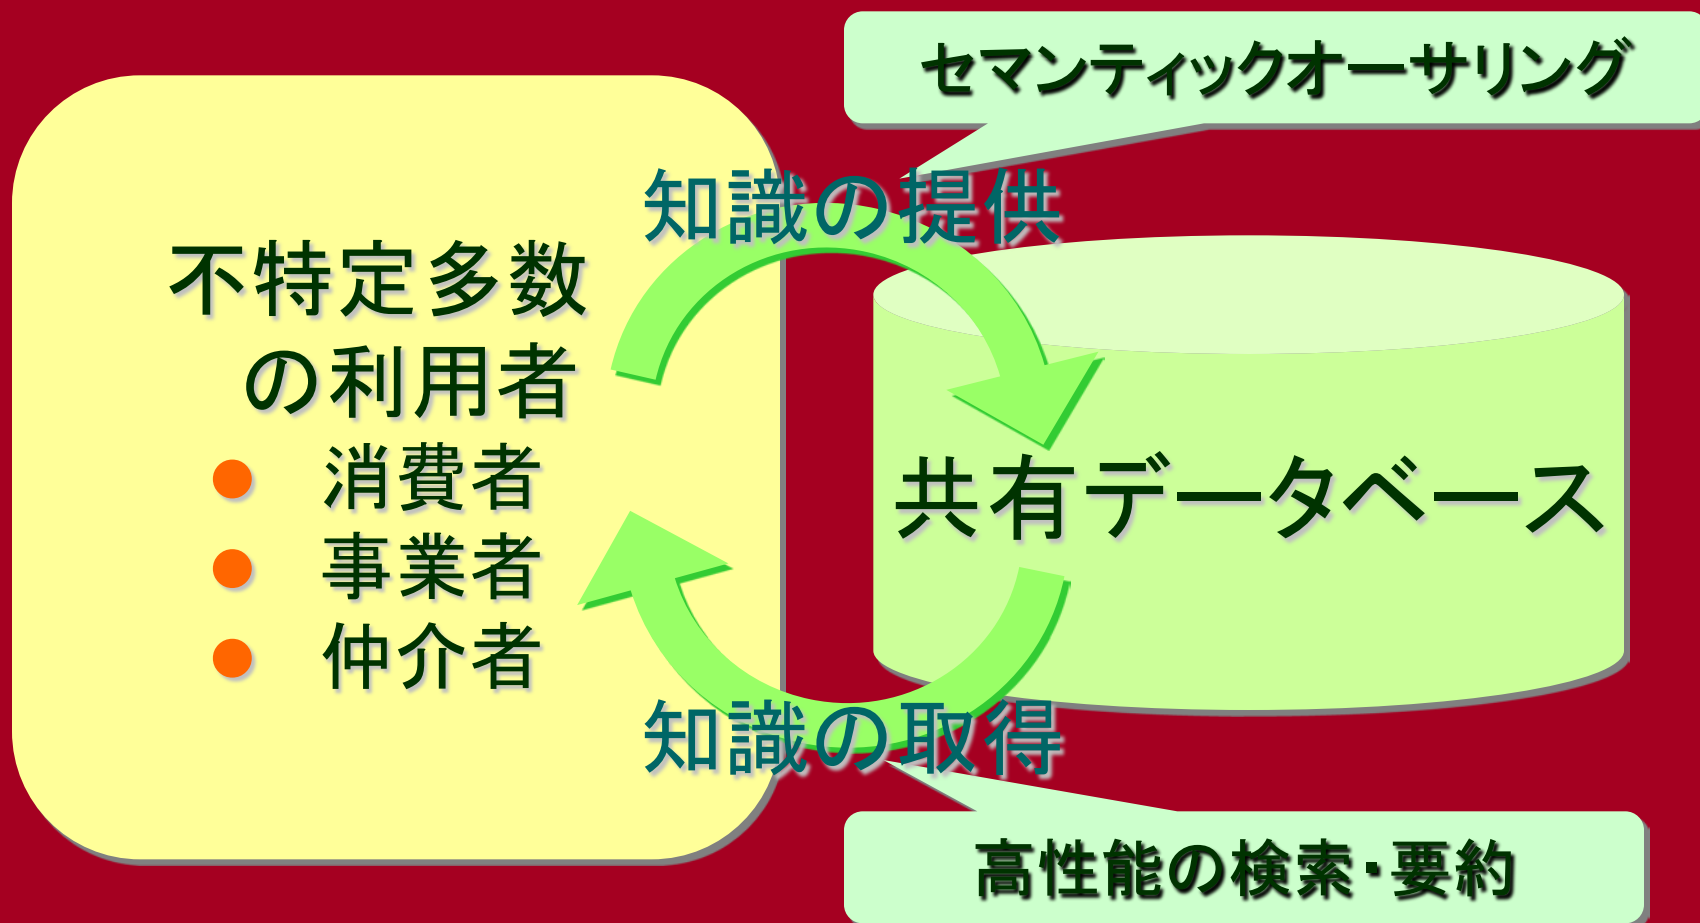 セマンティックオーサリング
知識の提供
不特定多数
の利用者
● 消費者
● 事業者
● 仲介者
共有データベース
知識の取得
高性能の検索・要約